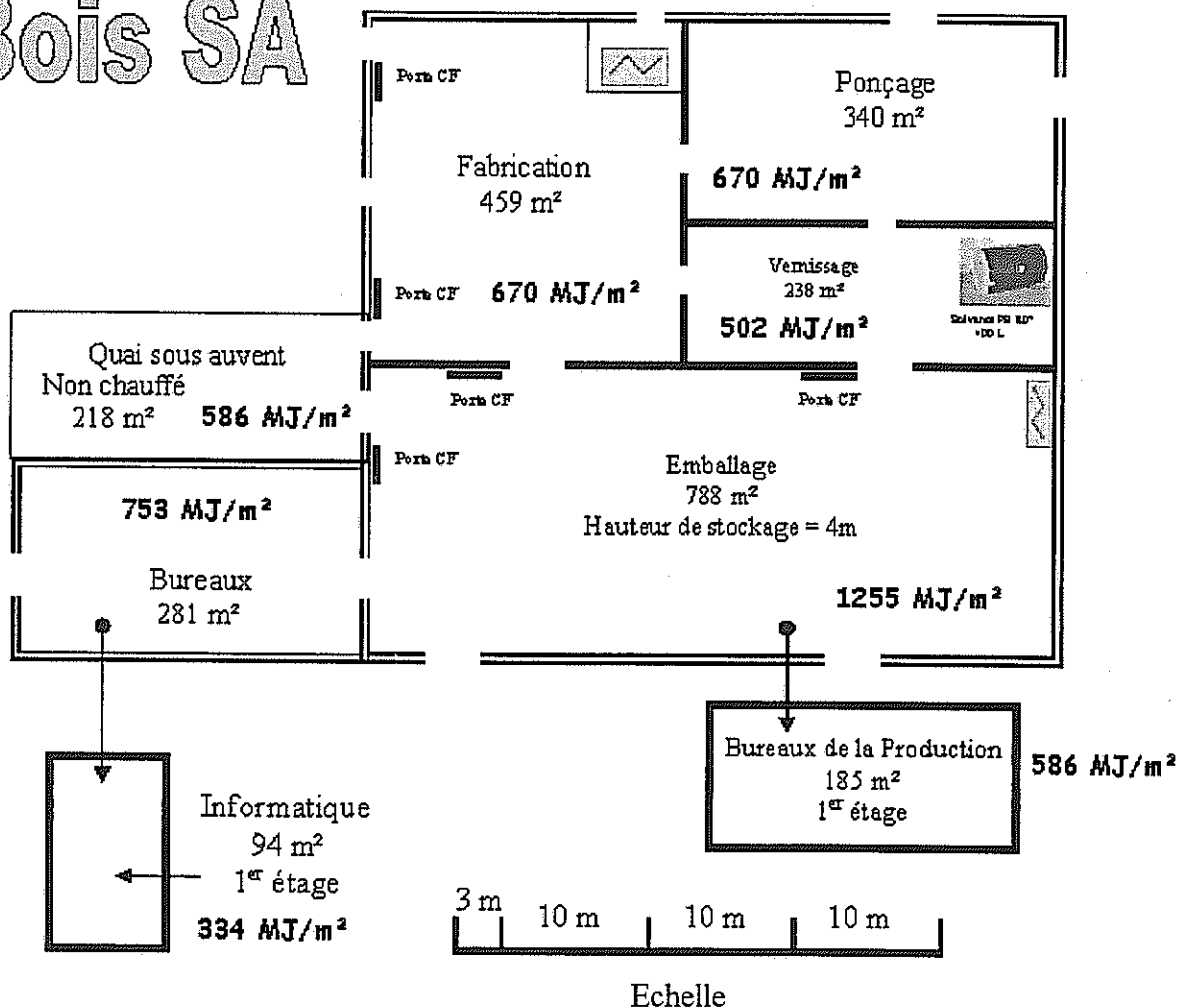 Bois SA
Porte CF
Ponçage
340 m²
670 MJ/m²
Fabrication
459 m²
Porte CF
670 MJ/m²
Vernissage
238 m²
502 MJ/m²
Quai sous auvent
Non chauffé
218 m²
586 MJ/m²
Porte CF
Porte CF
Porte CF
Emballage
788 m²
Hauteur de stockage = 4m
1255 MJ/m²
753 MJ/m²
Bureaux
281 m²
Bureaux de la Production
185 m²
1er étage
586 MJ/m²
Informatique
94 m²
1er étage
334 MJ/m²
3 m
10 m
10 m
10 m
Echelle